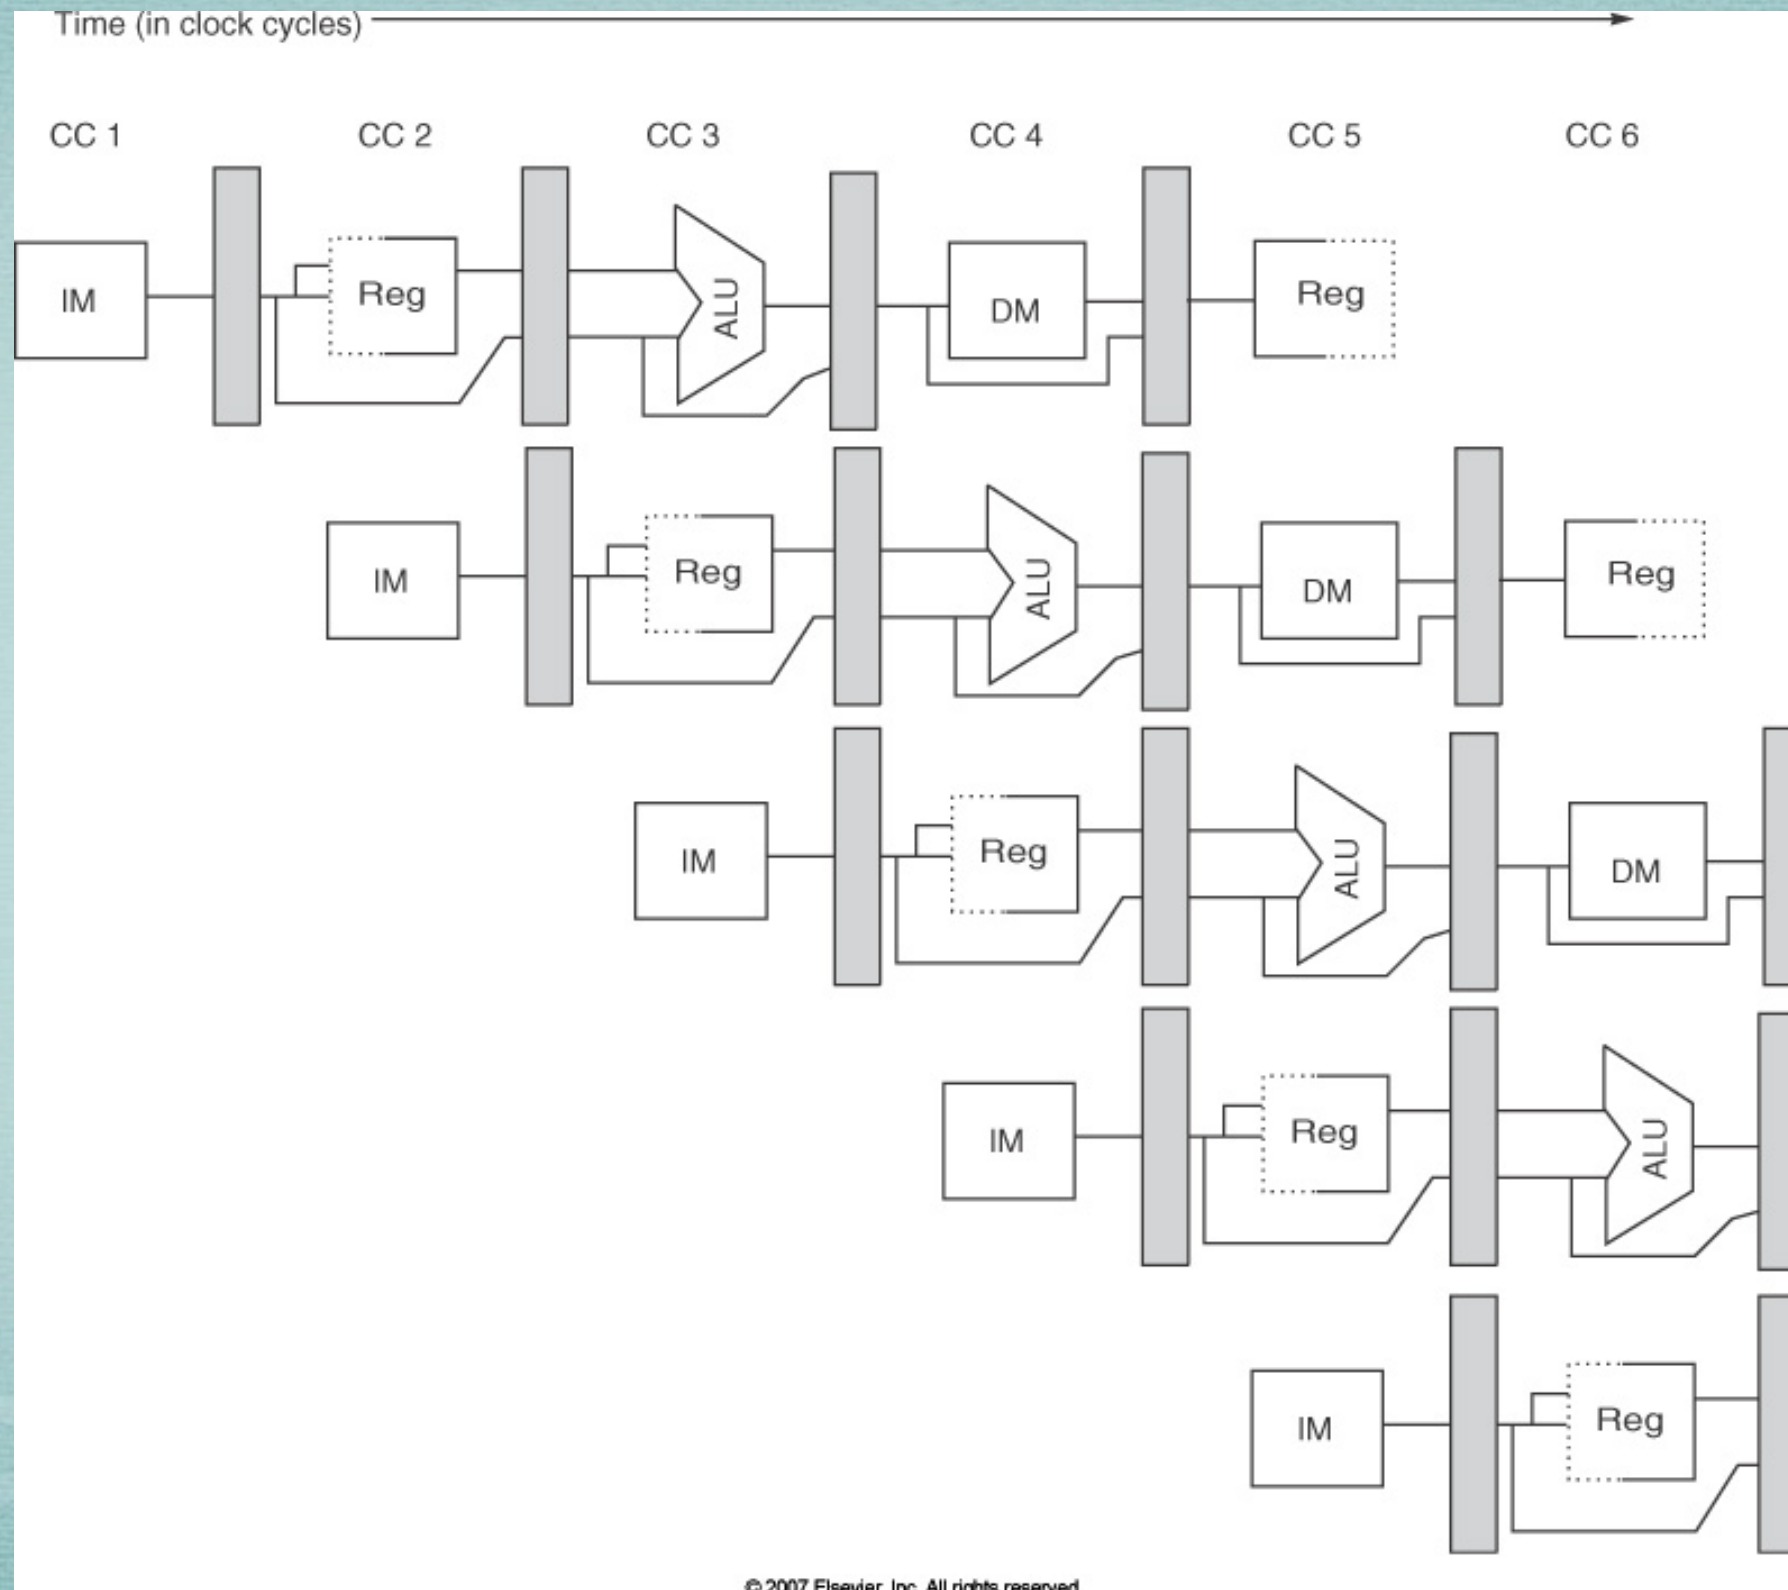 Time (in clock cycles)
CC 1 CC 2 CC 3 CC 4 CC 5 CC 6
IM Reg ALU DM Reg
IM Reg ALU DM Reg
IM Reg ALU DM
IM Reg ALU
IM Reg
© 2007 Elsevier, Inc. All rights reserved.